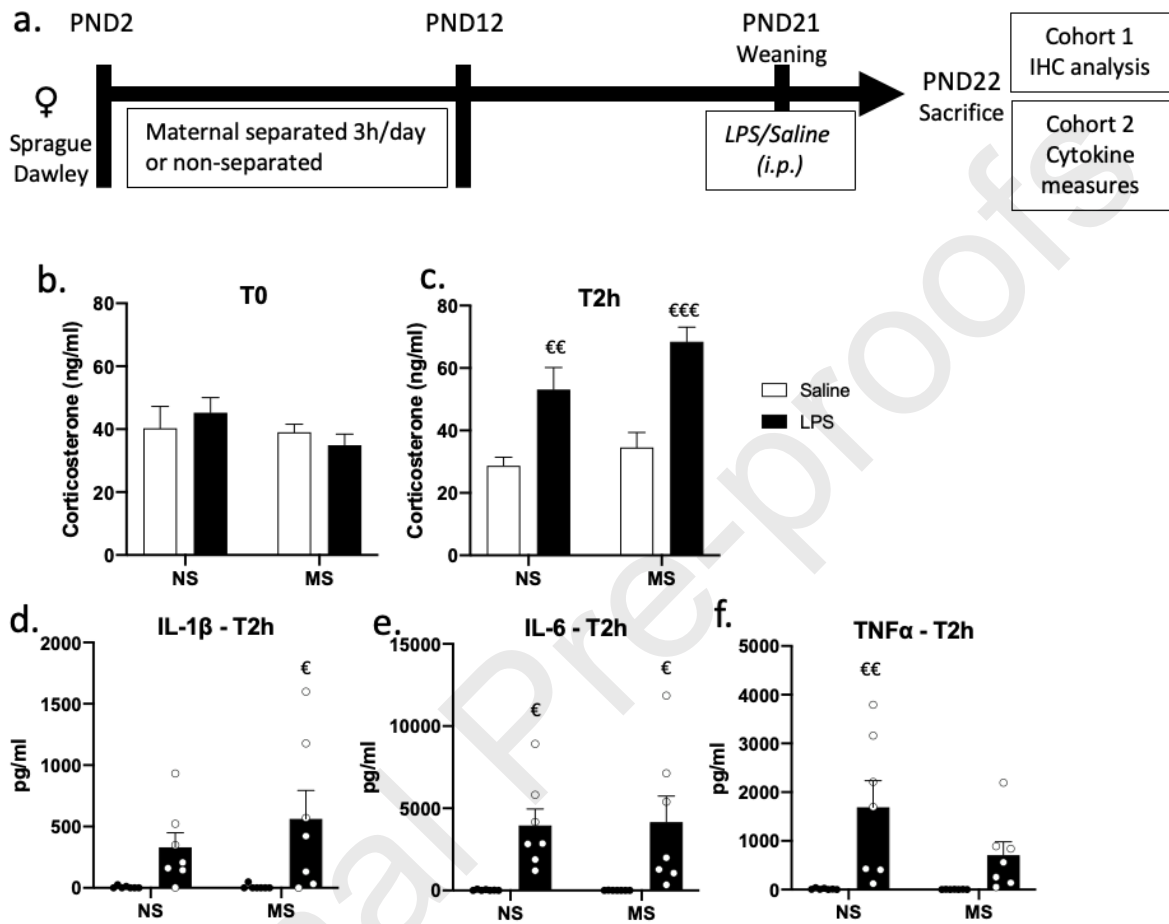 a.
PND2
PND12
PND21
Weaning
PND22
Sacrifice
♀
Sprague
Dawley
Maternal separated 3h/day
or non-separated
LPS/Saline
(i.p.)
Cohort 1
IHC analysis
Cohort 2
Cytokine
measures
b.
T0
Corticosterone (ng/ml)
80
60
40
20
0
NS
MS
c.
T2h
Corticosterone (ng/ml)
80
60
40
20
0
€€
€€€
NS
MS
Saline
LPS
d.
IL-1β - T2h
pg/ml
2000
1500
1000
500
0
€
NS
MS
e.
IL-6 - T2h
pg/ml
15000
10000
5000
0
€
€
NS
MS
f.
TNFα - T2h
pg/ml
5000
4000
3000
2000
1000
0
€€
NS
MS
nal Pre-proofs